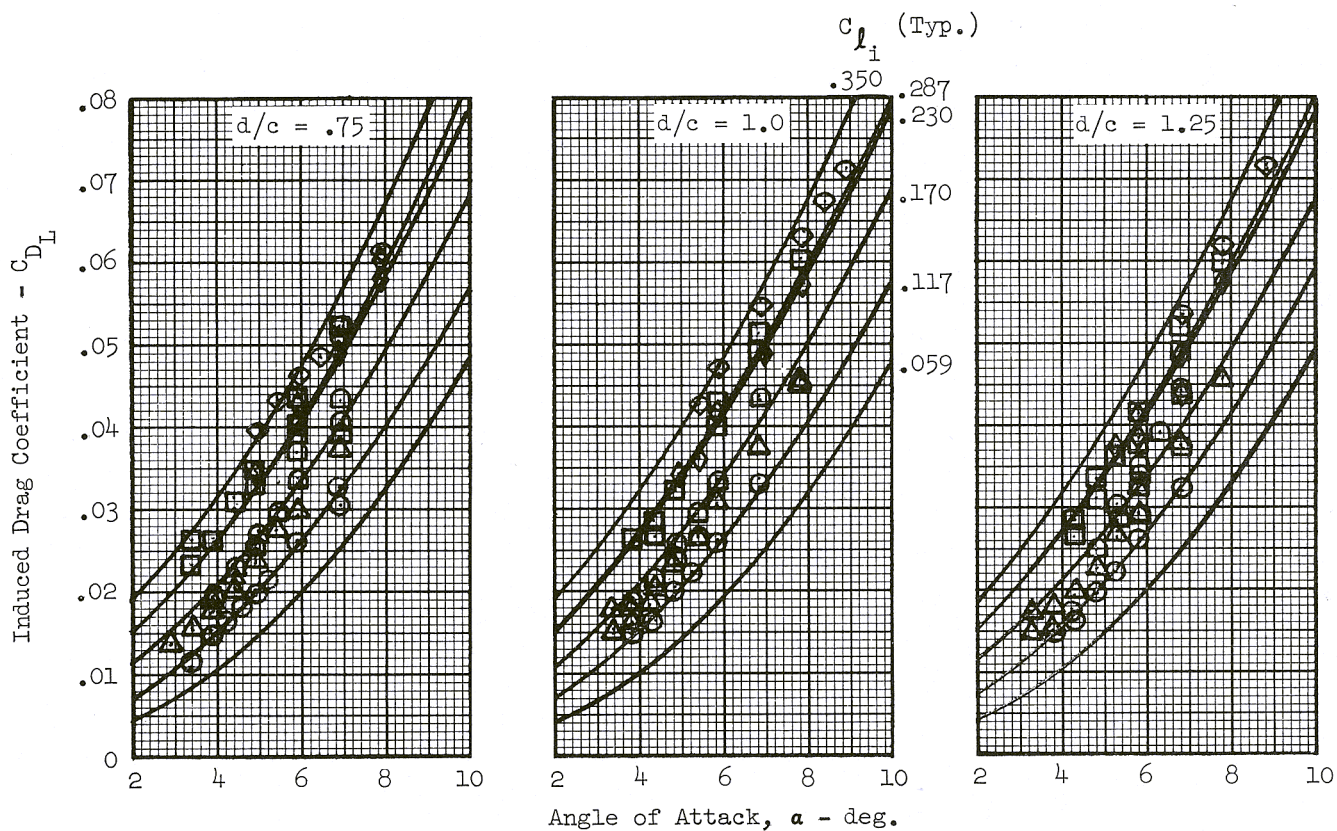 C_{ℓ_i} (Typ.)
.350 .287
.230
.170
.117
.059
d/c = .75
d/c = 1.0
d/c = 1.25
Induced Drag Coefficient - C_{D_L}
.08
.07
.06
.05
.04
.03
.02
.01
0
2 4 6 8 10
2 4 6 8 10
2 4 6 8 10
Angle of Attack, α - deg.